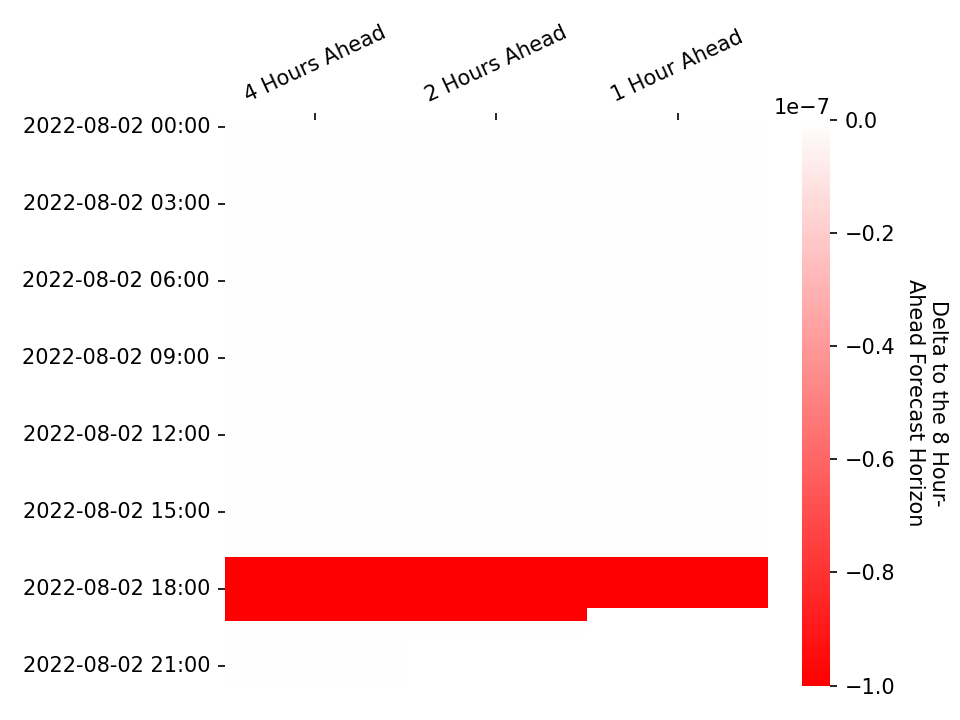 4 Hours Ahead
2 Hours Ahead
1 Hour Ahead
1e−7
2022-08-02 00:00
2022-08-02 03:00
2022-08-02 06:00
2022-08-02 09:00
2022-08-02 12:00
2022-08-02 15:00
2022-08-02 18:00
2022-08-02 21:00
0.0
−0.2
−0.4
−0.6
−0.8
−1.0
Delta to the 8 Hour-
Ahead Forecast Horizon